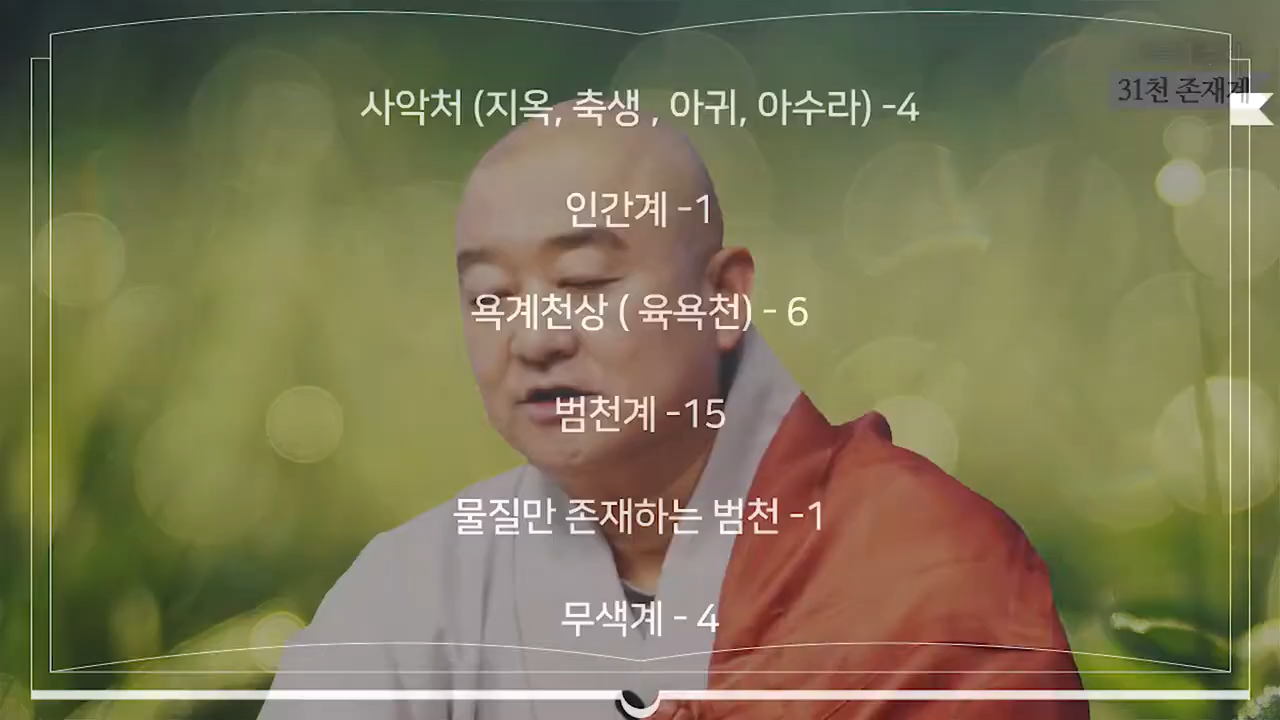 31천 존재계
사악처 (지옥, 축생 , 아귀, 아수라) -4
인간계 -1
욕계천상 ( 육욕천) - 6
범천계 -15
물질만 존재하는 범천 -1
무색계 - 4